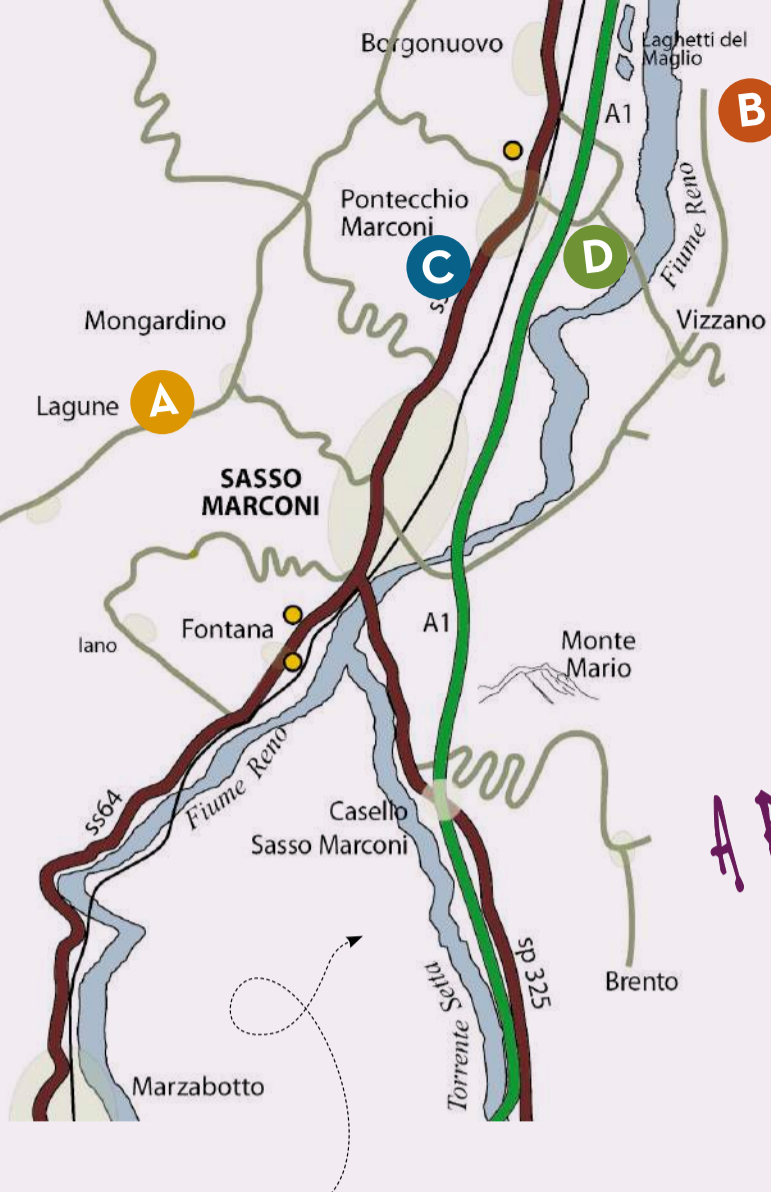 Borgonuovo
Laghetti del
Maglio
A1
B
Pontecchio
Marconi
Fiume Reno
C
D
Mongardino
Vizzano
Lagune
A
SASSO
MARCONI
A1
Iano
Fontana
Monte
Mario
Fiume Reno
ss64
Casello
Sasso Marconi
A
sp 325
Brento
Torrente Setta
Marzabotto